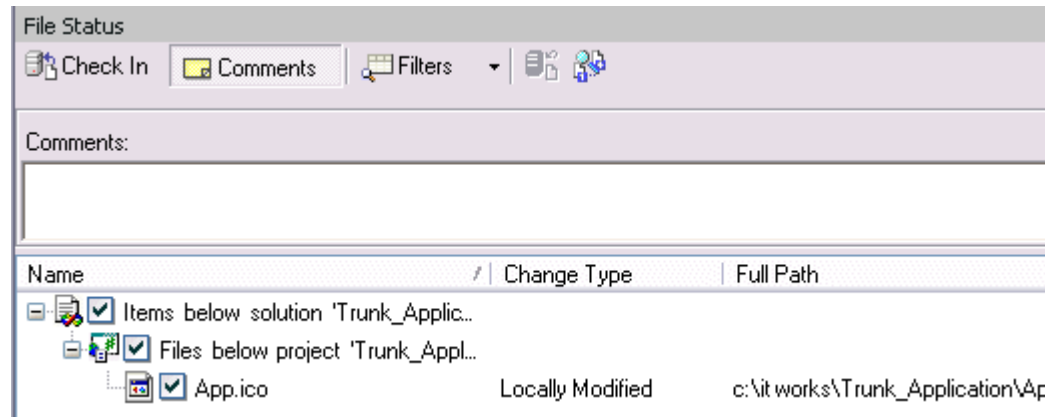 File Status
Check In Comments Filters
Comments:
Name Change Type Full Path
Items below solution 'Trunk_Applic...
Files below project 'Trunk_Appl...
App.ico Locally Modified c:\it works\Trunk_Application\Ap